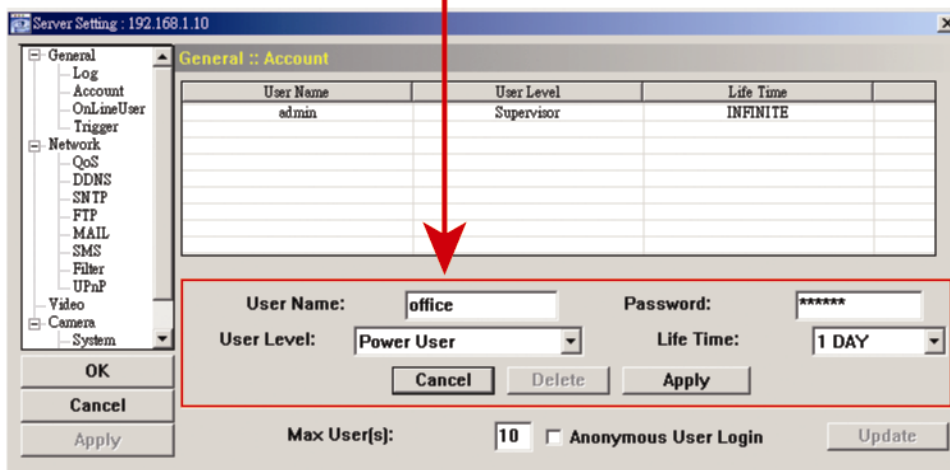 Server Setting : 192.168.1.10
General
Log
Account
OnLineUser
Trigger
Network
QoS
DDNS
SNTP
FTP
MAIL
SMS
Filter
UPnP
Video
Camera
System
OK
Cancel
Apply
General :: Account
User Name User Level Life Time
admin Supervisor INFINITE
User Name: office Password: ******
User Level: Power User Life Time: 1 DAY
Cancel Delete Apply
Max User(s): 10 Anonymous User Login Update